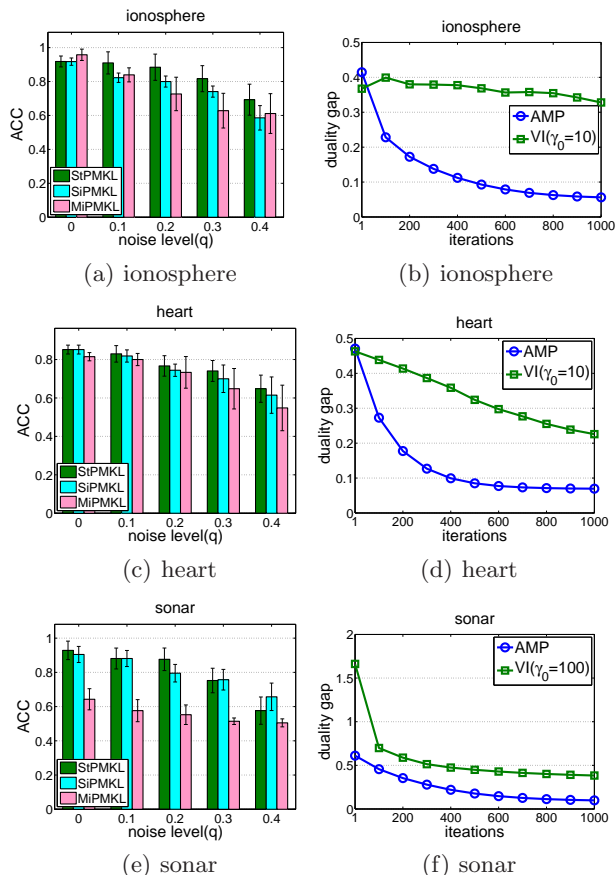 ionosphere
ACC
1
0.8
0.6
0.4
0.2
0
StPMKL
SiPMKL
MiPMKL
0 0.1 0.2 0.3 0.4
noise level(q)
(a) ionosphere
ionosphere
duality gap
0.5
0.4
0.3
0.2
0.1
0
AMP
VI(γ₀=10)
1 200 400 600 800 1000
iterations
(b) ionosphere
heart
ACC
0.8
0.6
0.4
0.2
0
StPMKL
SiPMKL
MiPMKL
0 0.1 0.2 0.3 0.4
noise level(q)
(c) heart
heart
duality gap
0.5
0.4
0.3
0.2
0.1
0
AMP
VI(γ₀=10)
1 200 400 600 800 1000
iterations
(d) heart
sonar
ACC
1
0.8
0.6
0.4
0.2
0
StPMKL
SiPMKL
MiPMKL
0 0.1 0.2 0.3 0.4
noise level(q)
(e) sonar
sonar
duality gap
2
1.5
1
0.5
0
AMP
VI(γ₀=100)
1 200 400 600 800 1000
iterations
(f) sonar